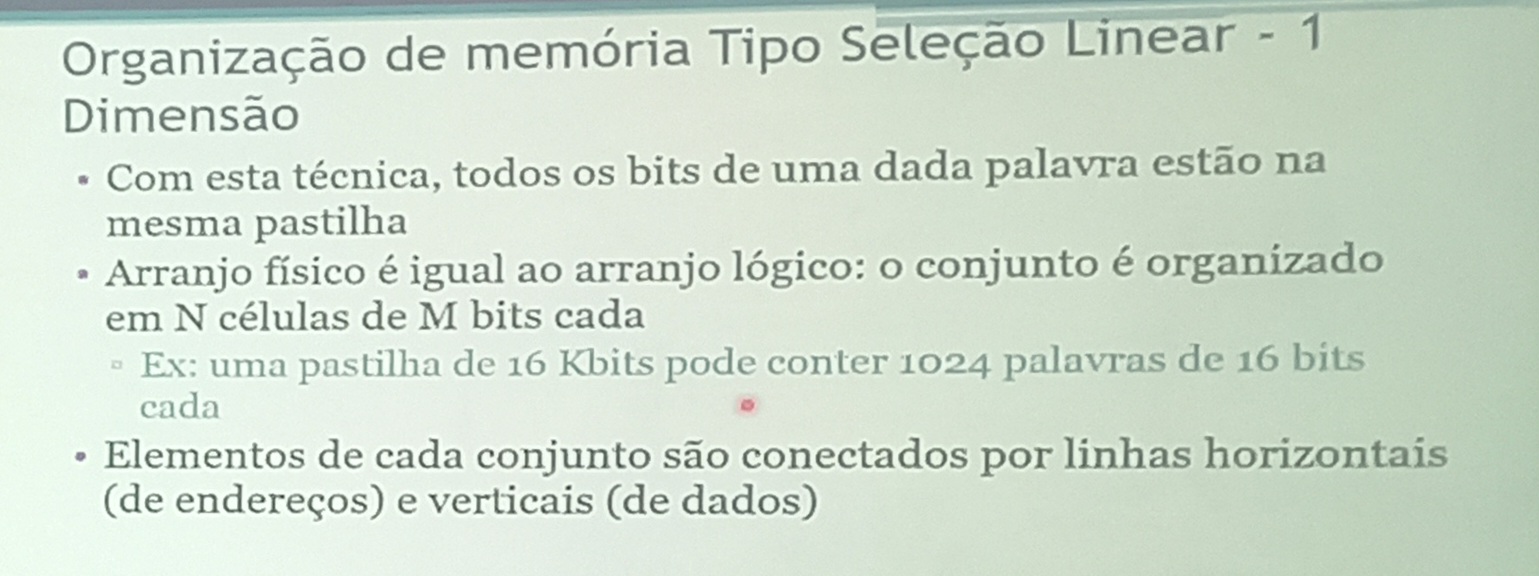 Organização de memória Tipo Seleção Linear - 1
Dimensão
• Com esta técnica, todos os bits de uma dada palavra estão na
mesma pastilha
• Arranjo físico é igual ao arranjo lógico: o conjunto é organizado
em N células de M bits cada
▫ Ex: uma pastilha de 16 Kbits pode conter 1024 palavras de 16 bits
cada
• Elementos de cada conjunto são conectados por linhas horizontais
(de endereços) e verticais (de dados)